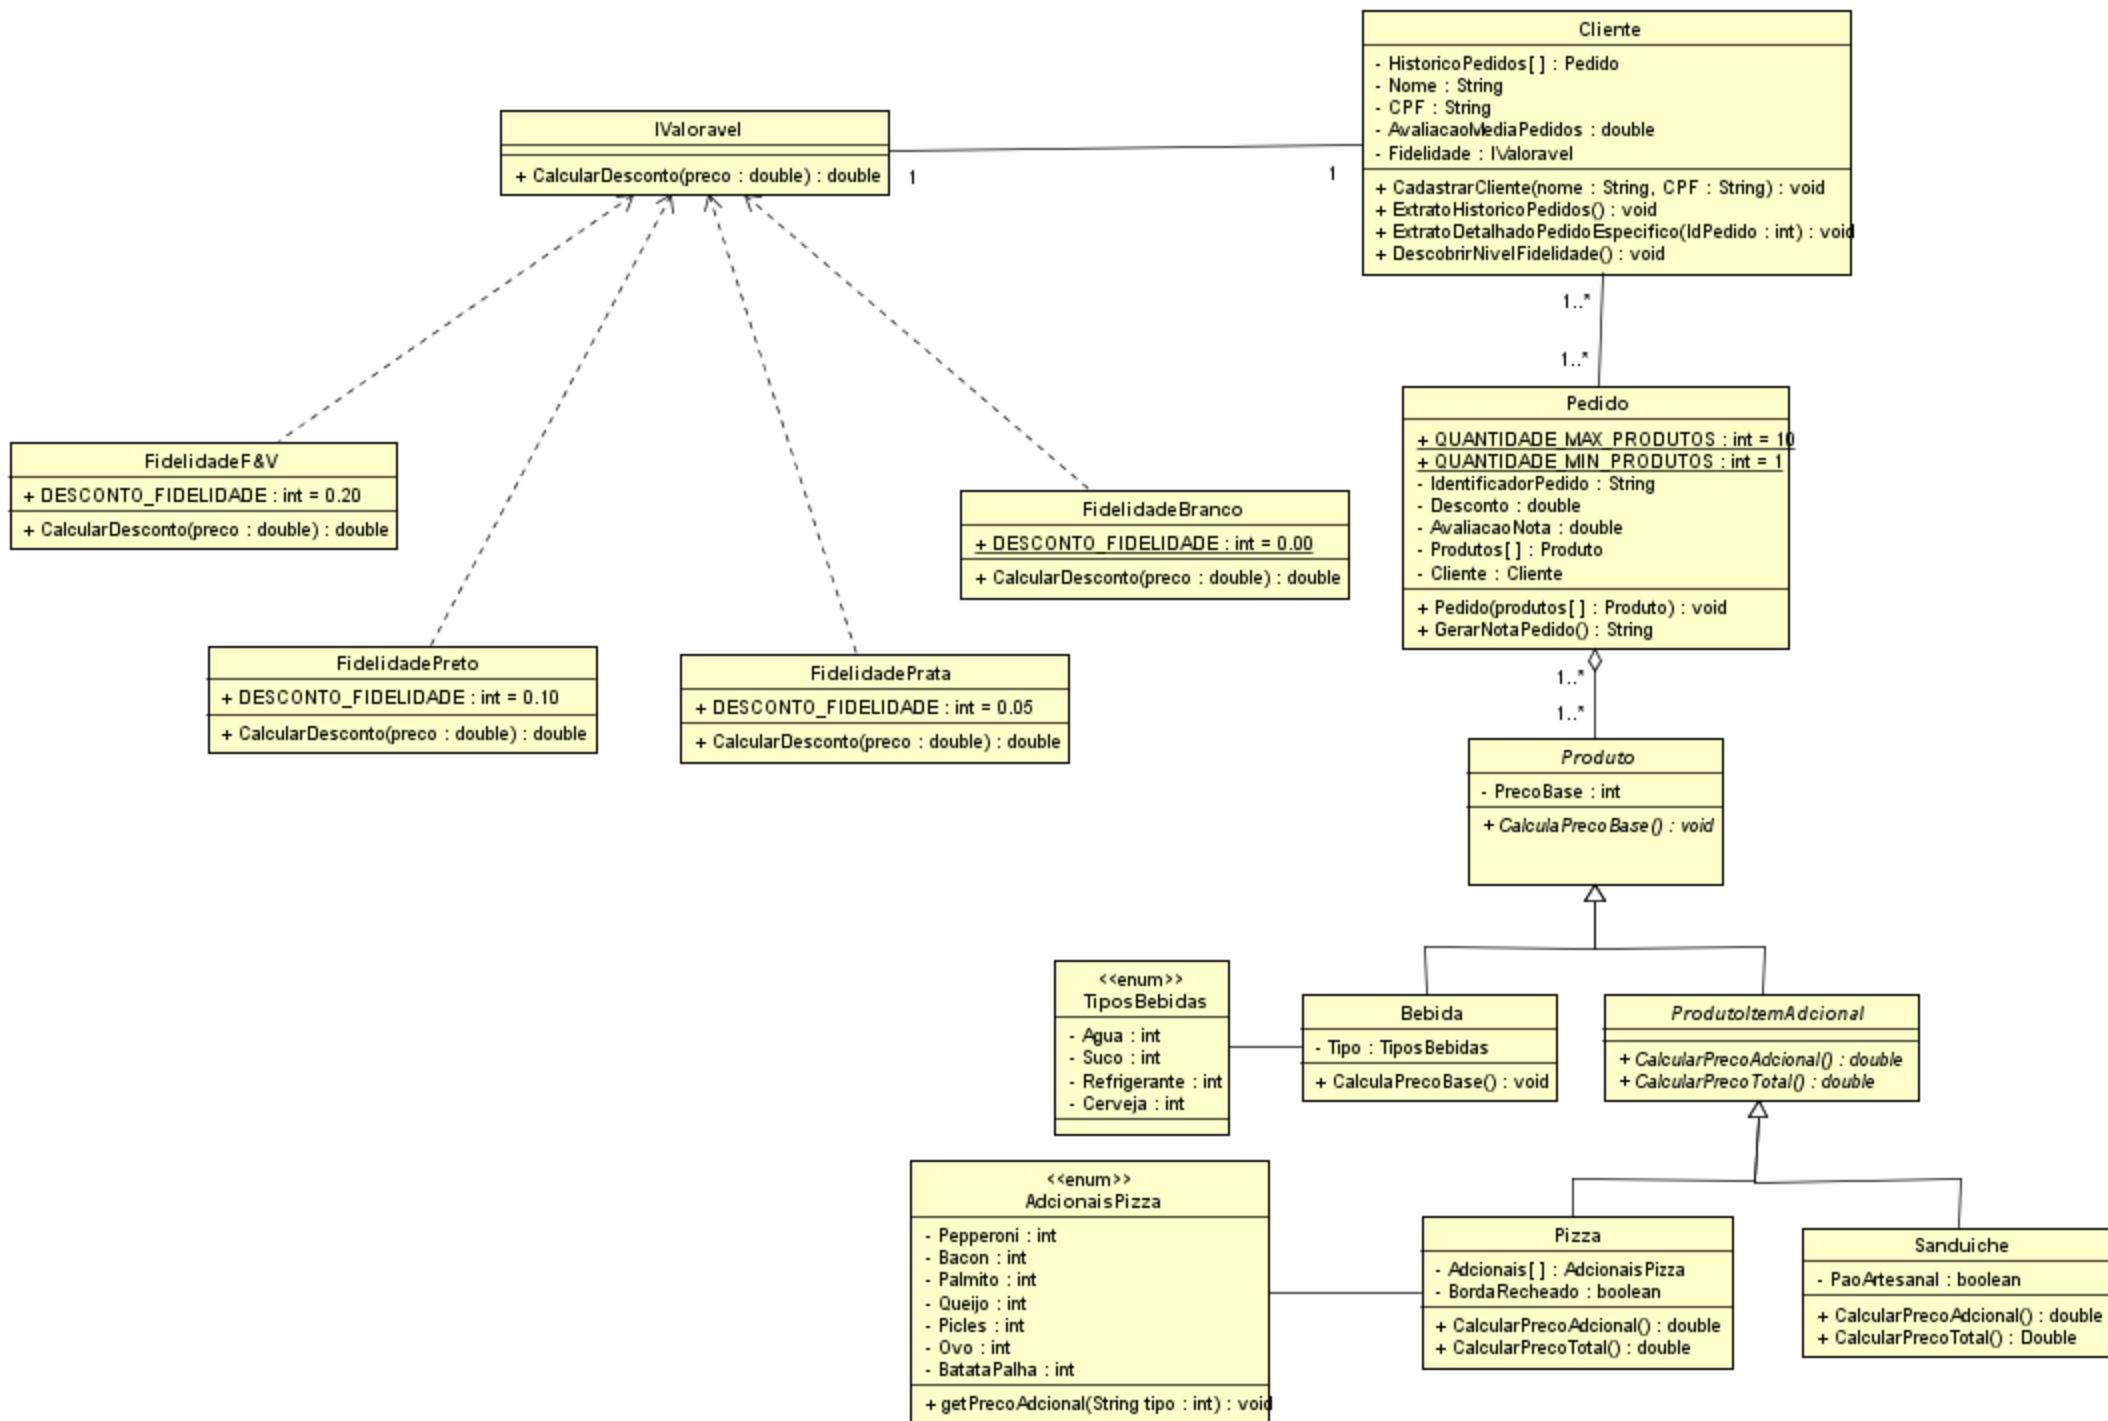 Cliente
- HistoricoPedidos[] : Pedido
- Nome : String
- CPF : String
- AvaliacaoMediaPedidos : double
- Fidelidade : IValoravel
+ CadastrarCliente(nome : String, CPF : String) : void
+ ExtratoHistoricoPedidos() : void
+ ExtratoDetalhadoPedidoEspecifico(IdPedido : int) : void
+ DescobrirNivelFidelidade() : void
IValoravel
+ CalcularDesconto(preco : double) : double
1
1
1..*
1..*
Pedido
+ QUANTIDADE_MAX_PRODUTOS : int = 10
+ QUANTIDADE_MIN_PRODUTOS : int = 1
- IdentificadorPedido : String
- Desconto : double
- AvaliacaoNota : double
- Produtos[] : Produto
- Cliente : Cliente
+ Pedido(produtos[] : Produto) : void
+ GerarNotaPedido() : String
FidelidadeF&V
+ DESCONTO_FIDELIDADE : int = 0.20
+ CalcularDesconto(preco : double) : double
FidelidadeBranco
+ DESCONTO_FIDELIDADE : int = 0.00
+ CalcularDesconto(preco : double) : double
FidelidadePreto
+ DESCONTO_FIDELIDADE : int = 0.10
+ CalcularDesconto(preco : double) : double
FidelidadePrata
+ DESCONTO_FIDELIDADE : int = 0.05
+ CalcularDesconto(preco : double) : double
1..*
1..*
Produto
- PrecoBase : int
+ CalculaPrecoBase() : void
<<enum>>
TiposBebidas
- Agua : int
- Suco : int
- Refrigerante : int
- Cerveja : int
Bebida
- Tipo : TiposBebidas
+ CalculaPrecoBase() : void
ProdutoItemAdcional
+ CalcularPrecoAdcional() : double
+ CalcularPrecoTotal() : double
<<enum>>
AdcionaisPizza
- Pepperoni : int
- Bacon : int
- Palmito : int
- Queijo : int
- Picles : int
- Ovo : int
- BatataPalha : int
+ getPrecoAdcional(String tipo : int) : void
Pizza
- Adcionais[] : AdcionaisPizza
- BordaRecheado : boolean
+ CalcularPrecoAdcional() : double
+ CalcularPrecoTotal() : double
Sanduiche
- PaoArtesanal : boolean
+ CalcularPrecoAdcional() : double
+ CalcularPrecoTotal() : Double